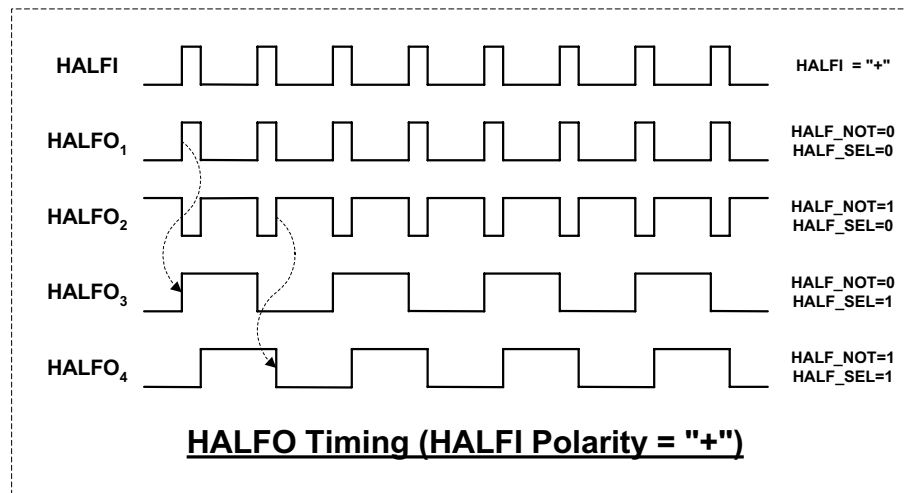 HALFI HALFI = "+"
HALFO1 HALF_NOT=0
HALF_SEL=0
HALFO2 HALF_NOT=1
HALF_SEL=0
HALFO3 HALF_NOT=0
HALF_SEL=1
HALFO4 HALF_NOT=1
HALF_SEL=1
HALFO Timing (HALFI Polarity = "+")